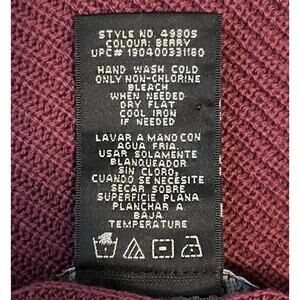 STYLE NO. 4980S
COLOUR: BERRY
UPC# 190400331160
HAND WASH COLD
ONLY NON-CHLORINE
BLEACH
WHEN NEEDED
DRY FLAT
COOL IRON
IF NEEDED
LAVAR A MANO CON
AGUA FRIA.
USAR SOLAMENTE
BLANQUEADOR
SIN CLORO,
CUANDO SE NECESITE
SECAR SOBRE
SUPERFICIE PLANA
PLANCHAR A
BAJA
TEMPERATURE